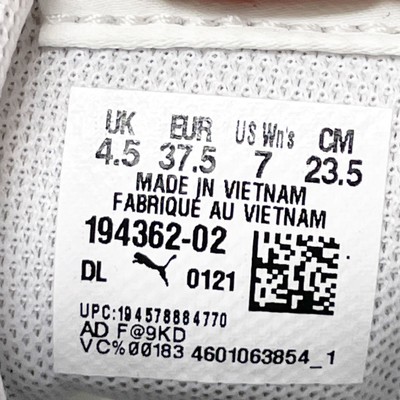 UK EUR US Wn's CM
4.5 37.5 7 23.5
MADE IN VIETNAM
FABRIQUÉ AU VIETNAM
194362-02
DL 0121
UPC:194578884770
AD F@9KD
VC%00183 4601063854_1